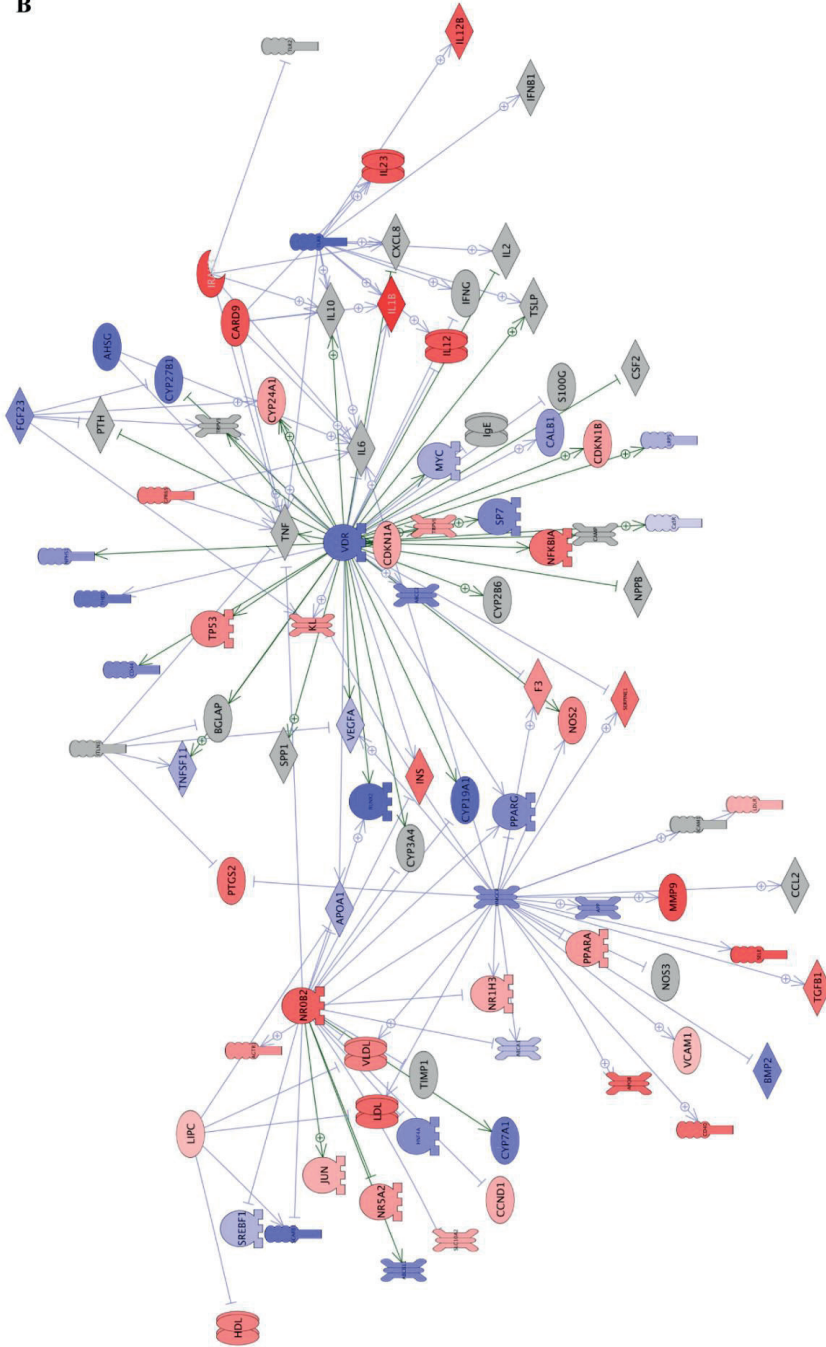 B
IL12B
IFNB1
IL23
CXCL8
IL2
CARD9
IL10
IL1B
IFNG
TSLP
IL12
AHSG
CYP27B1
FGF23
PTH
CYP24A1
IL6
S100G
IgE
CSF2
MYC
CALB1
CDKN1B
TNF
VDR
CDKN1A
SP7
NFKBIA
NPPB
CYP2B6
TP53
KL
F3
NOS2
SERPINE1
BGLAP
TNFSF11
SPP1
VEGFA
INS
CYP19A1
PPARG
CYP3A4
PTGS2
APOA1
MMP9
CCL2
PPARA
NOS3
TGFB1
NR0B2
NR1H3
VCAM1
BMP2
VLDL
TIMP1
LIPC
LDL
CYP7A1
JUN
NR5A2
CCND1
SREBF1
HDL